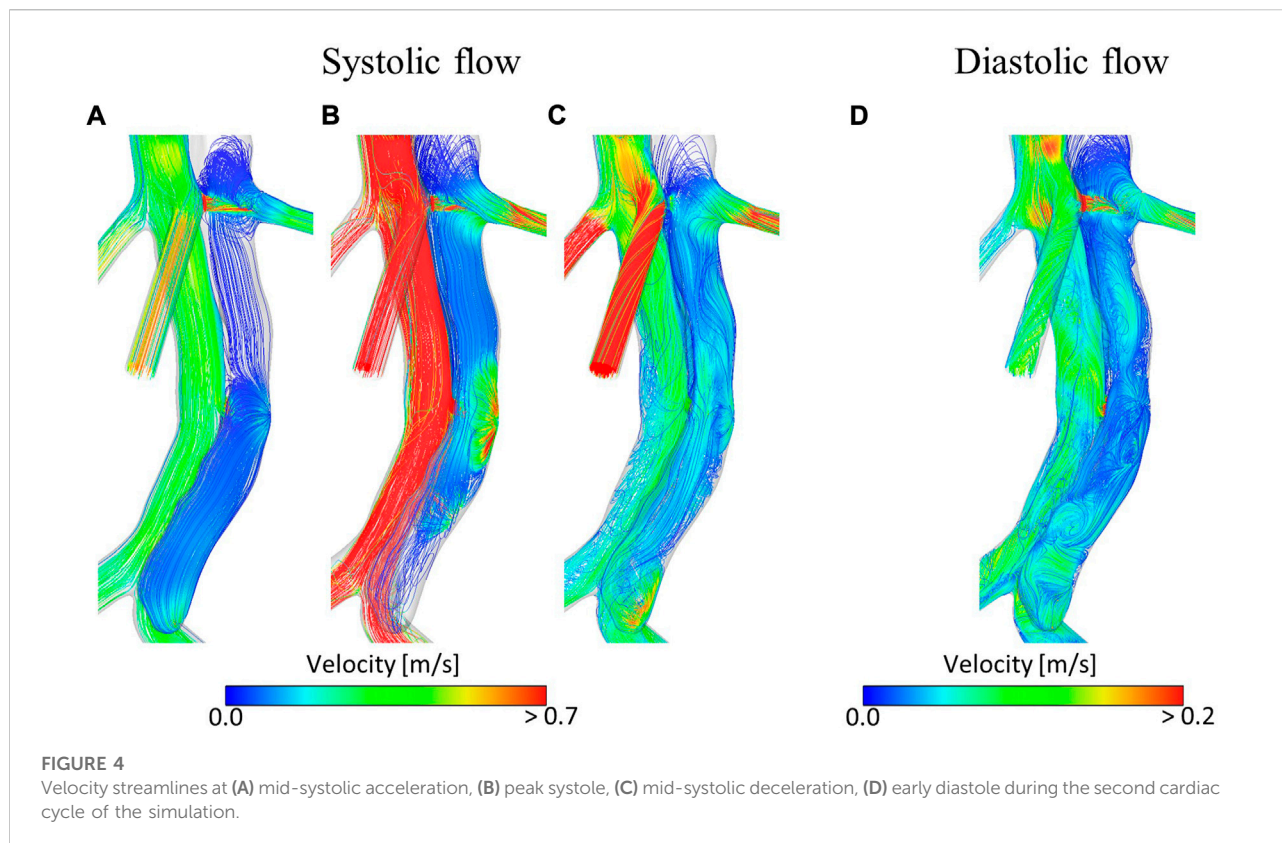 Systolic flow
Diastolic flow
A
B
C
D
Velocity [m/s]
0.0
> 0.7
Velocity [m/s]
0.0
> 0.2
FIGURE 4
Velocity streamlines at (A) mid-systolic acceleration, (B) peak systole, (C) mid-systolic deceleration, (D) early diastole during the second cardiac
cycle of the simulation.